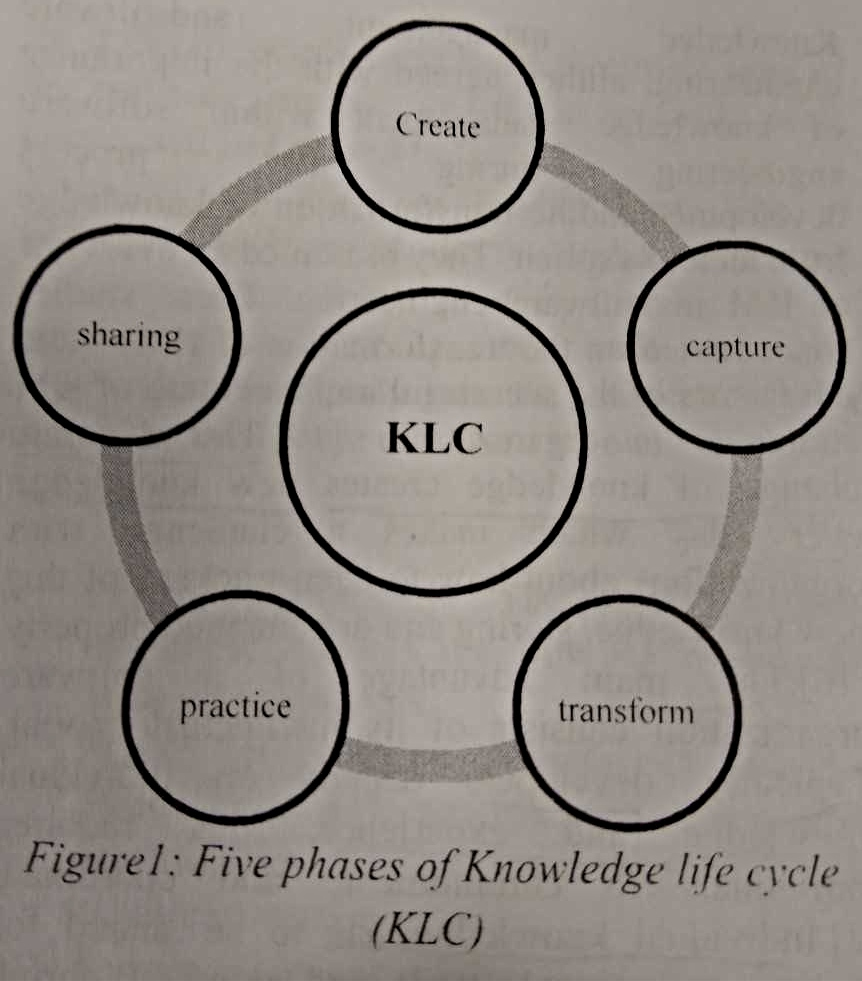 Create
sharing
capture
KLC
practice
transform
Figure1: Five phases of Knowledge life cycle
(KLC)